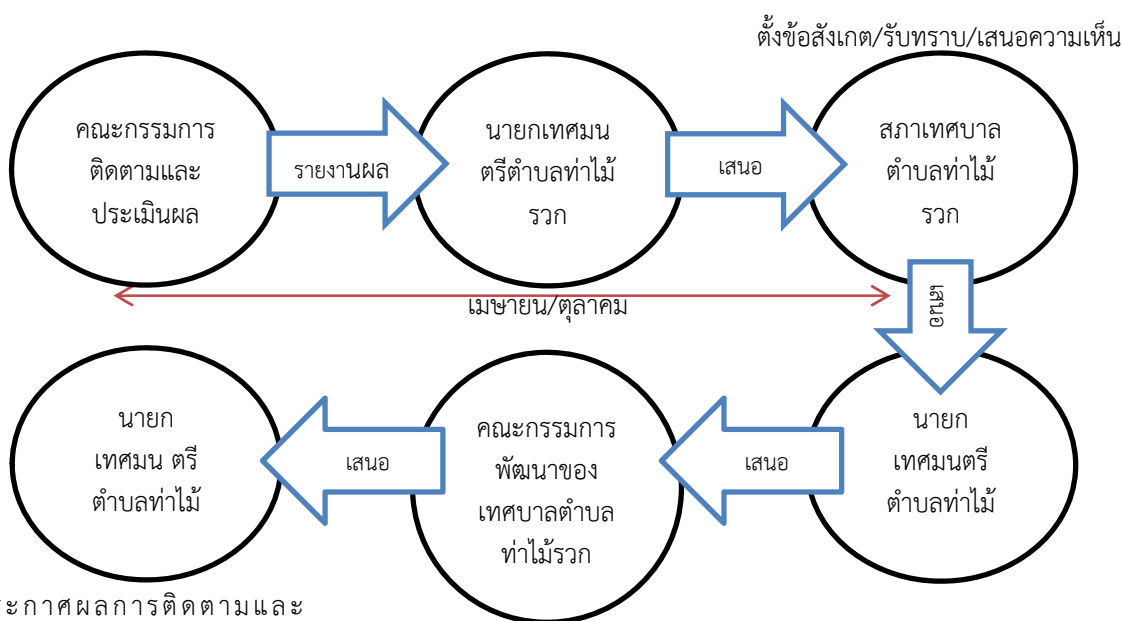 ตั้งข้อสังเกต/รับทราบ/เสนอความเห็น
คณะกรรมการ
ติดตามและ
ประเมินผล
รายงานผล
นายกเทศมน
ตรีตำบลท่าไม้
รวก
เสนอ
สภาเทศบาล
ตำบลท่าไม้
รวก
เสนอ
เมษายน/ตุลาคม
นายก
เทศมนตรี
ตำบลท่าไม้
เสนอ
คณะกรรมการ
พัฒนาของ
เทศบาลตำบล
ท่าไม้รวก
เสนอ
นายก
เทศมน ตรี
ตำบลท่าไม้
ะกาศผลการติดตามและ